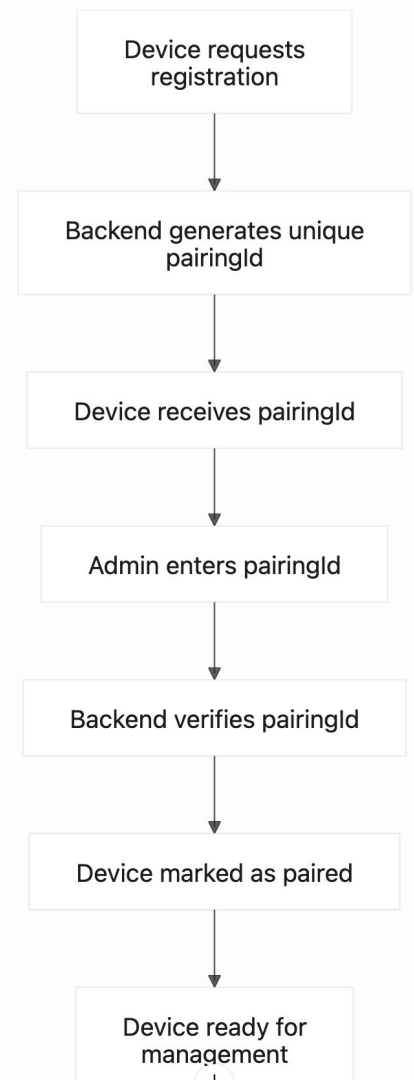 Device requests
registration
Backend generates unique
pairingId
Device receives pairingId
Admin enters pairingId
Backend verifies pairingId
Device marked as paired
Device ready for
management